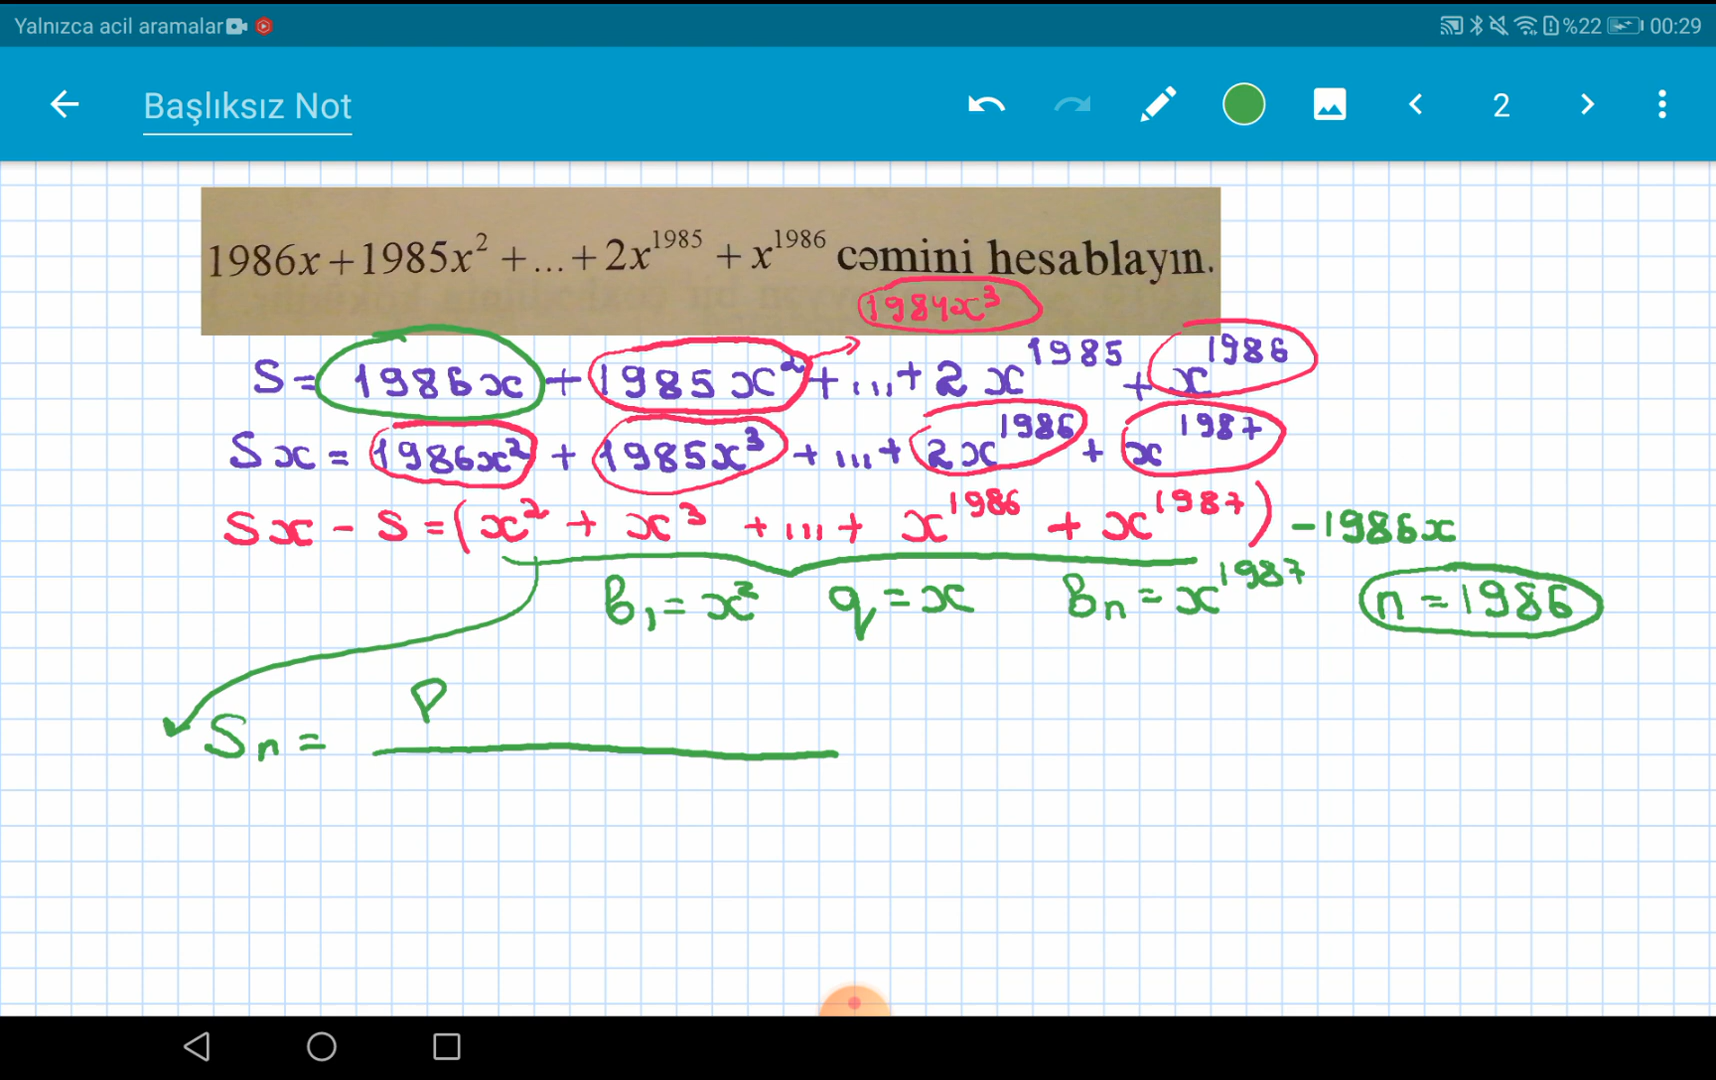 Yalnızca acil aramalar %22 00:29
Başlıksız Not 2
1986x+1985x² +...+2x¹⁹⁸⁵ +x¹⁹⁸⁶ cəmini hesablayın.
1984x³
S=1986x+1985x²+...+2x¹⁹⁸⁵+x¹⁹⁸⁶
Sx=1986x²+1985x³+...+2x¹⁹⁸⁶+x¹⁹⁸⁷
Sx-S=(x²+x³+...+x¹⁹⁸⁶+x¹⁹⁸⁷)-1986x
b₁=x² q=x bₙ=x¹⁹⁸⁷ n=1986
Sₙ=